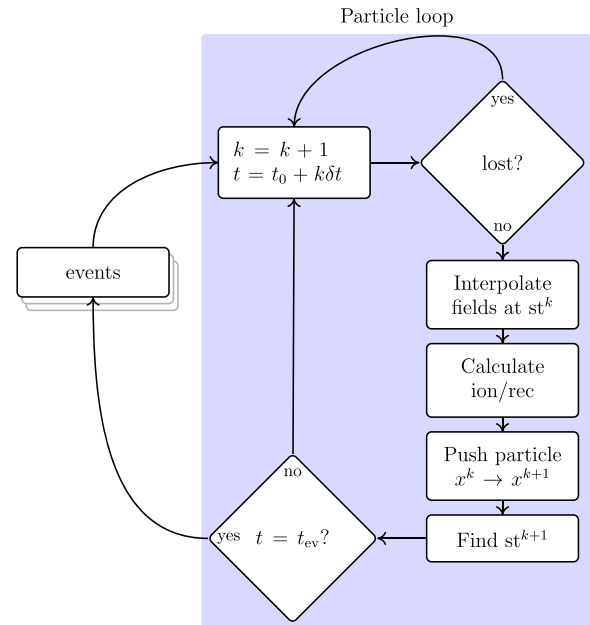 Particle loop
k = k + 1
t = t₀ + kδt
yes
lost?
no
events
Interpolate
fields at stᵏ
Calculate
ion/rec
Push particle
xᵏ → xᵏ⁺¹
Find stᵏ⁺¹
no
yes
t = t_ev?